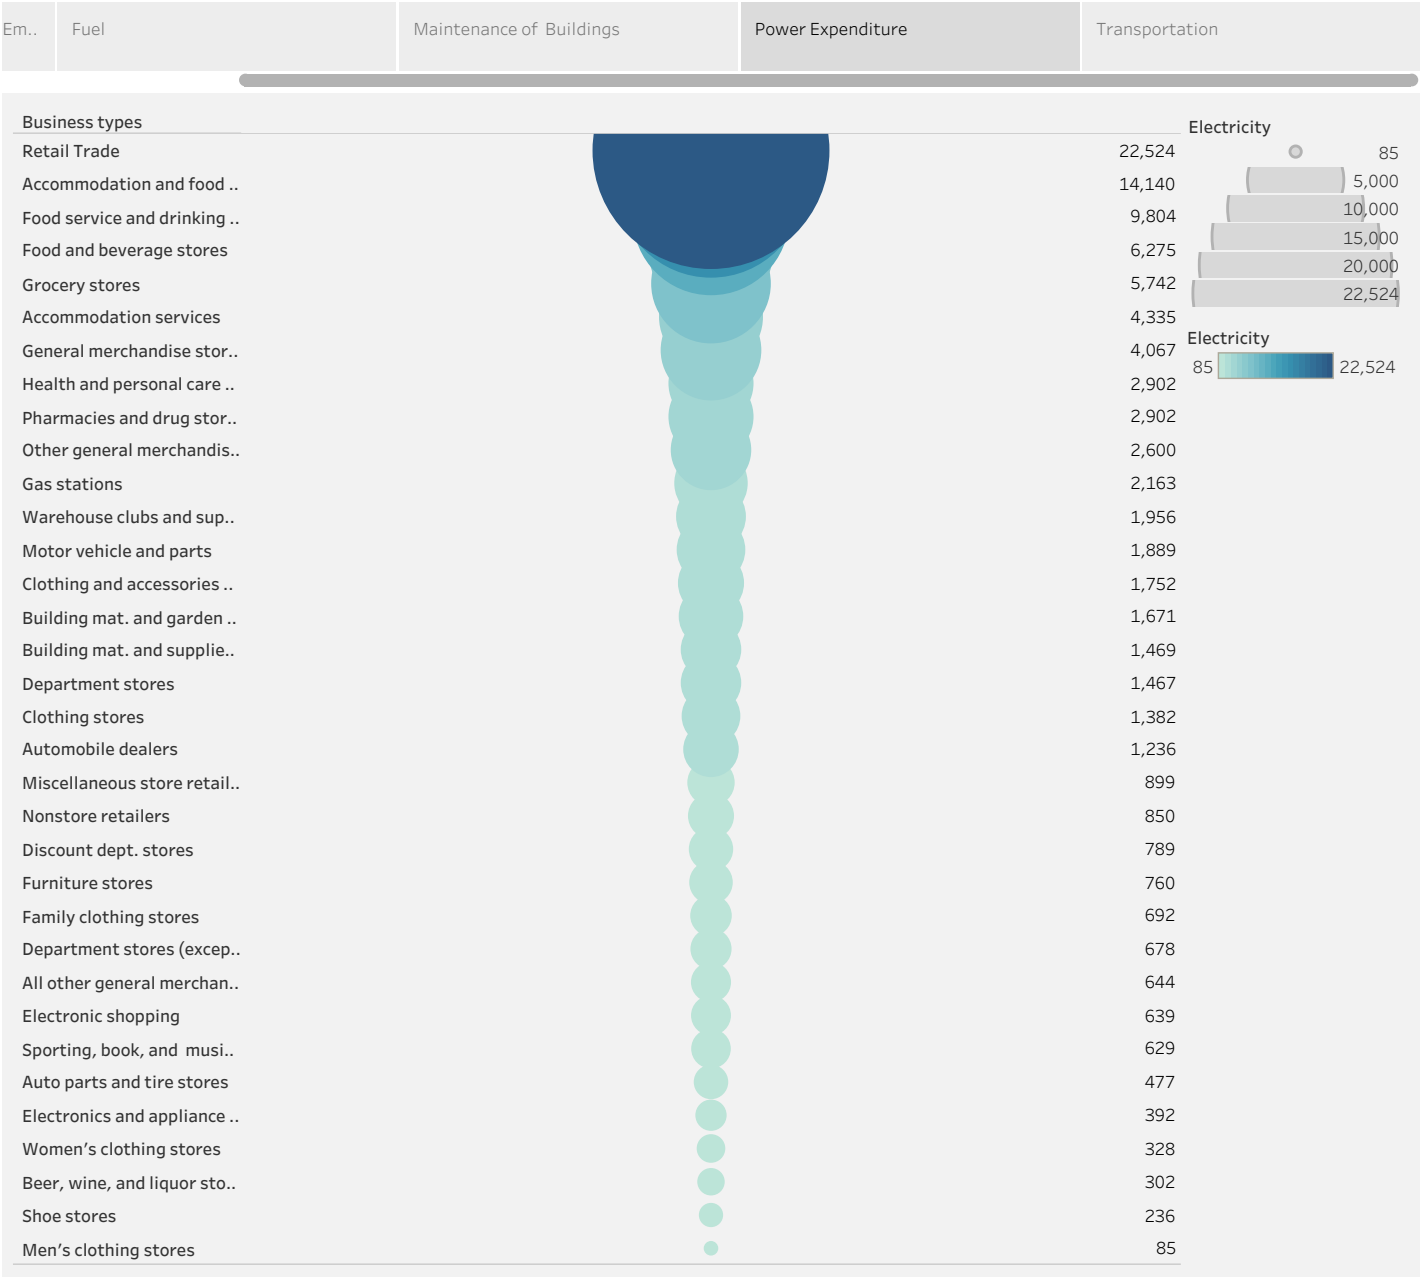 Em.. Fuel Maintenance of  Buildings Power Expenditure Transportation
Business types
Electricity
Retail Trade 22,524 85
Accommodation and food .. 14,140 5,000
Food service and drinking .. 9,804 10,000
Food and beverage stores 6,275 15,000
20,000
Grocery stores 5,742 22,524
Accommodation services 4,335
Electricity
General merchandise stor.. 4,067
85 22,524
Health and personal care .. 2,902
Pharmacies and drug stor.. 2,902
Other general merchandis.. 2,600
Gas stations 2,163
Warehouse clubs and sup.. 1,956
Motor vehicle and parts 1,889
Clothing and accessories .. 1,752
Building mat. and garden .. 1,671
Building mat. and supplie.. 1,469
Department stores 1,467
Clothing stores 1,382
Automobile dealers 1,236
Miscellaneous store retail.. 899
Nonstore retailers 850
Discount dept. stores 789
Furniture stores 760
Family clothing stores 692
Department stores (excep.. 678
All other general merchan.. 644
Electronic shopping 639
Sporting, book, and  musi.. 629
Auto parts and tire stores 477
Electronics and appliance .. 392
Women’s clothing stores 328
Beer, wine, and liquor sto.. 302
Shoe stores 236
Men’s clothing stores 85